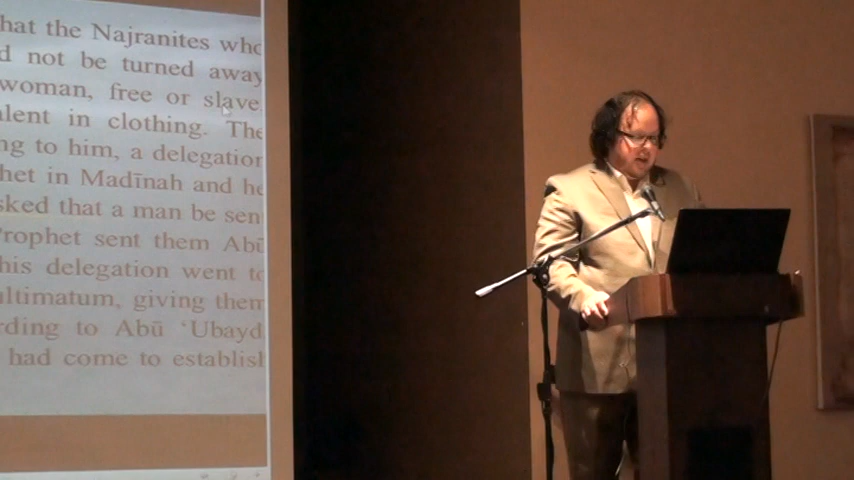 hat the Najranites who
d not be turned away
woman, free or slave
alent in clothing. The
ng to him, a delegation
het in Madīnah and he
sked that a man be sen
Prophet sent them Abū
his delegation went to
ultimatum, giving them
rding to Abū ‘Ubayd
had come to establish